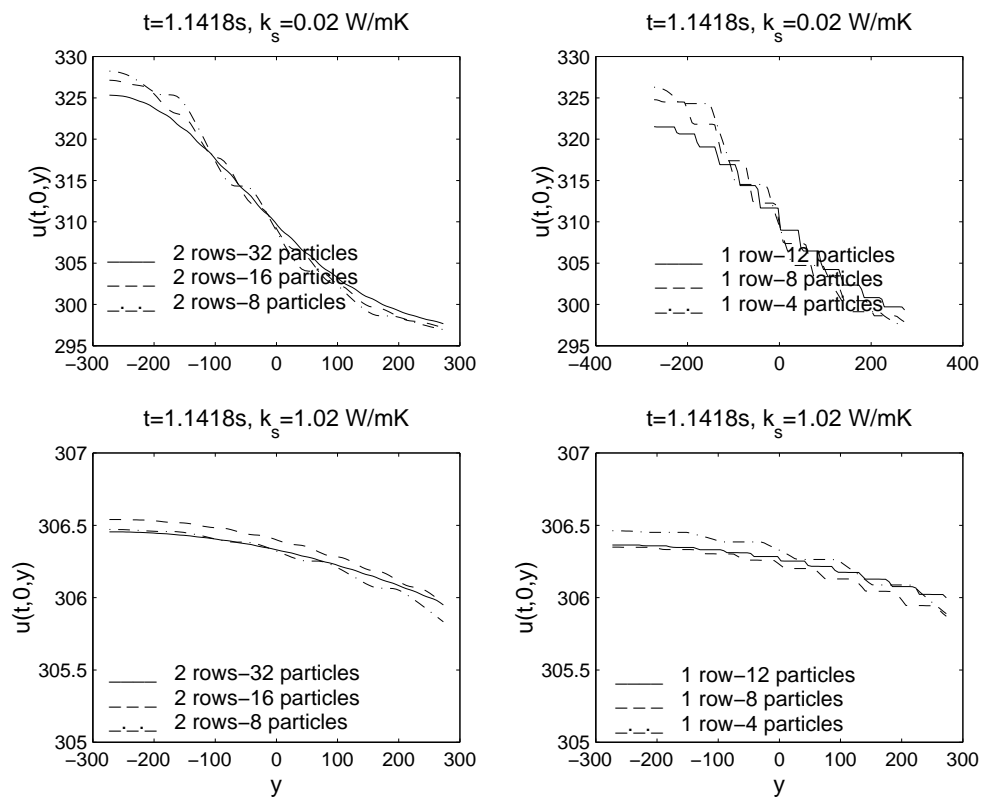 t=1.1418s, k_s=0.02 W/mK
330
325
320
315
310
305
300
295
u(t,0,y)
2 rows−32 particles
2 rows−16 particles
2 rows−8 particles
−300 −200 −100 0 100 200 300
t=1.1418s, k_s=0.02 W/mK
330
325
320
315
310
305
300
295
u(t,0,y)
1 row−12 particles
1 row−8 particles
1 row−4 particles
−400 −200 0 200 400
t=1.1418s, k_s=1.02 W/mK
307
306.5
306
305.5
305
u(t,0,y)
2 rows−32 particles
2 rows−16 particles
2 rows−8 particles
−300 −200 −100 0 100 200 300
y
t=1.1418s, k_s=1.02 W/mK
307
306.5
306
305.5
305
u(t,0,y)
1 row−12 particles
1 row−8 particles
1 row−4 particles
−300 −200 −100 0 100 200 300
y